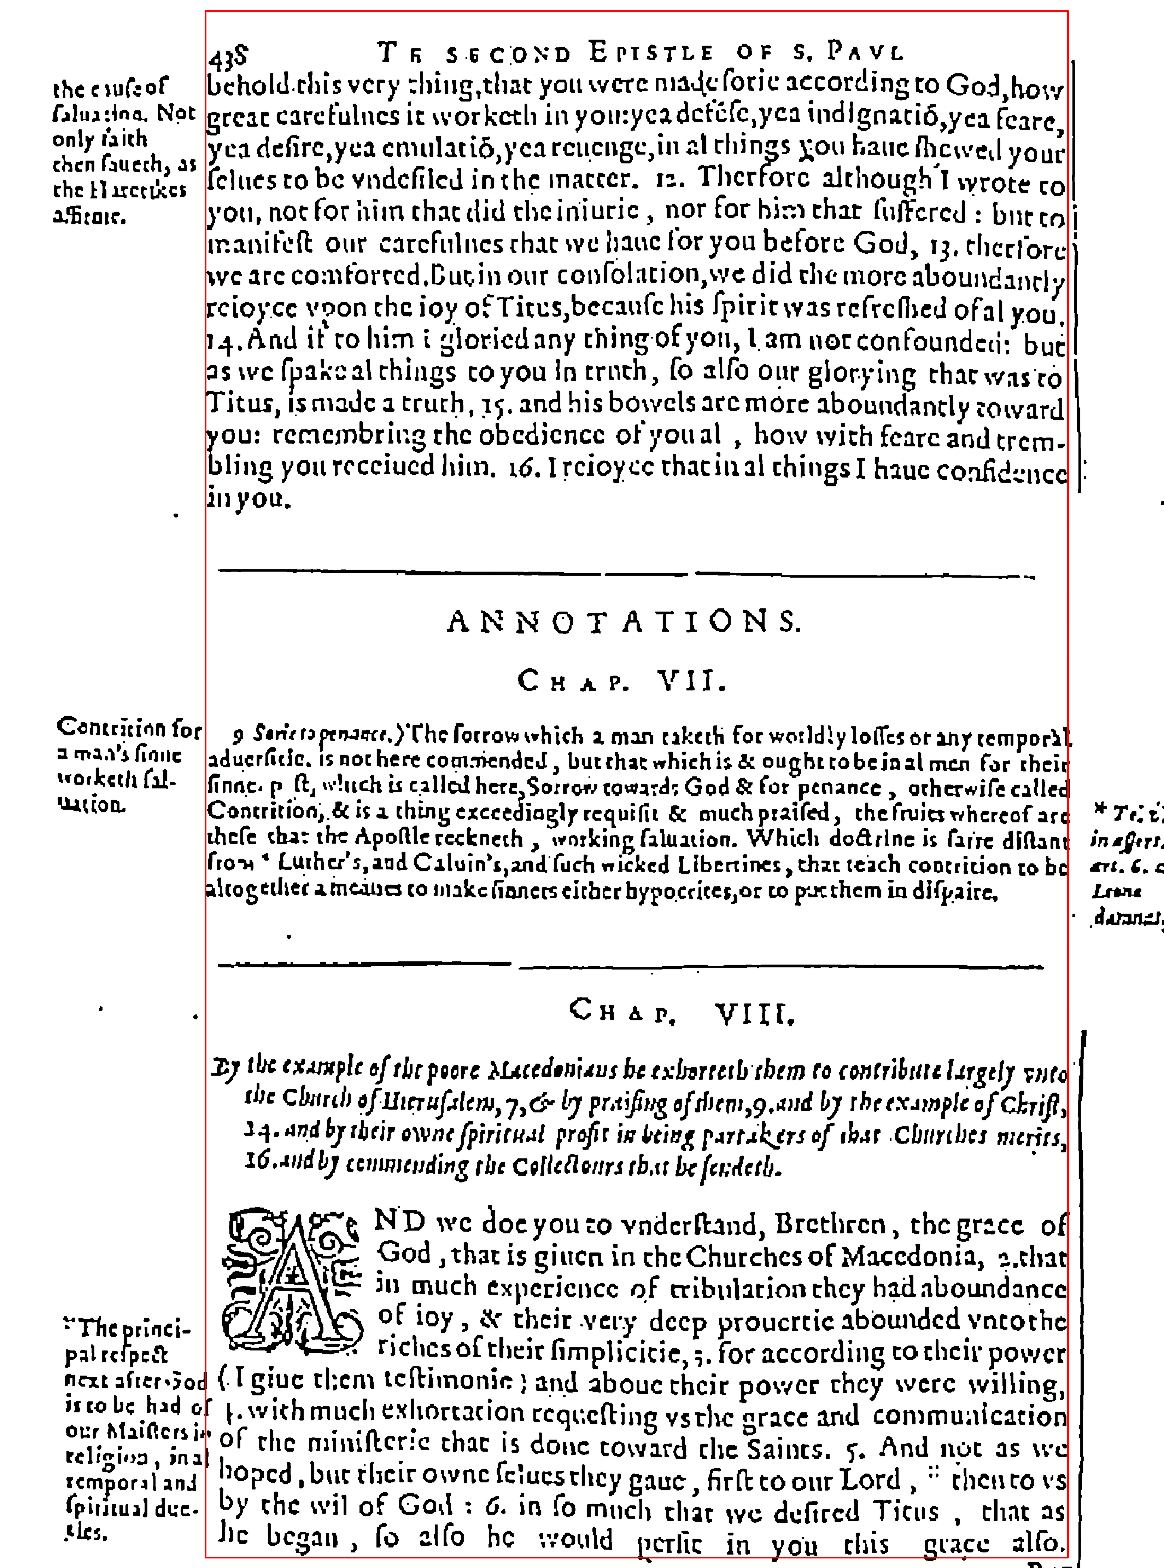 438 THE SECOND EPISTLE OF S. PAVL
behold this very thing, that you were made sorie according to God, how
great carefulnes it worketh in you: yea defése, yea indignatiō, yea feare,
yea desire, yea emulatiō, yea reuenge, in al things you haue shewed your
selues to be vndefiled in the matter. 12. Therfore although I wrote to
you, not for him that did the iniurie, nor for him that suffered: but to
manifest our carefulnes that we haue for you before God, 13. therfore
we are comforted. But in our consolation, we did the more aboundantly
reioyce vpon the ioy of Titus, because his spirit was refreshed of al you.
14. And if to him I gloried any thing of you, I am not confounded: but
as we spake al things to you in truth, so also our glorying that was to
Titus, is made a truth, 15. and his bowels are more aboundantly toward
you: remembring the obedience of you al, how with feare and trem-
bling you receiued him. 16. I reioyce that in al things I haue confidence
in you.
the cause of
saluation. Not
only faith
then saueth, as
the Haretikes
affirme.
ANNOTATIONS.
CHAP. VII.
9 Sorie to penance.) The sorrow which a man taketh for worldly losses or any temporal
aduersitie, is not here commended, but that which is & ought to be in al men for their
sinnes past, which is called here, Sorrow towards God & for penance, otherwise called
Contrition, & is a thing exceedingly requisit & much praised, the fruits whereof are
these that the Apostle reckneth, working saluation. Which doctrine is farre distant
from * Luther's, and Caluin's, and such wicked Libertines, that teach contrition to be
altogether a meanes to make sinners either hypocrites, or to put them in dispaire.
Contrition for
a man's sinne
worketh sal-
uation.
in assert.
art. 6.
Leone
CHAP. VIII.
By the example of the poore Macedonians he exhorteth them to contribute largely vnto
the Church of Hierusalem, 7, & by praising of them, 9. and by the example of Christ,
14. and by their owne spiritual profit in being partakers of that Churches merits,
16. and by commending the Collectours that he sendeth.
AND we doe you to vnderstand, Brethren, the grace of
God, that is giuen in the Churches of Macedonia, 2. that
in much experience of tribulation they had aboundance
of ioy, & their very deep pouertie abounded vnto the
riches of their simplicitie, 3. for according to their power
(I giue them testimonie) and aboue their power they were willing,
4. with much exhortation requesting vs the grace and communication
of the ministerie that is done toward the Saints. 5. And not as we
hoped, but their owne selues they gaue, first to our Lord, " then to vs
by the wil of God: 6. in so much that we desired Titus, that as
he began, so also he would perfit in you this grace also.
"The princi-
pal respect
next after God
is to be had of
our Maisters in
religion, in al
temporal and
spiritual due-
ties.